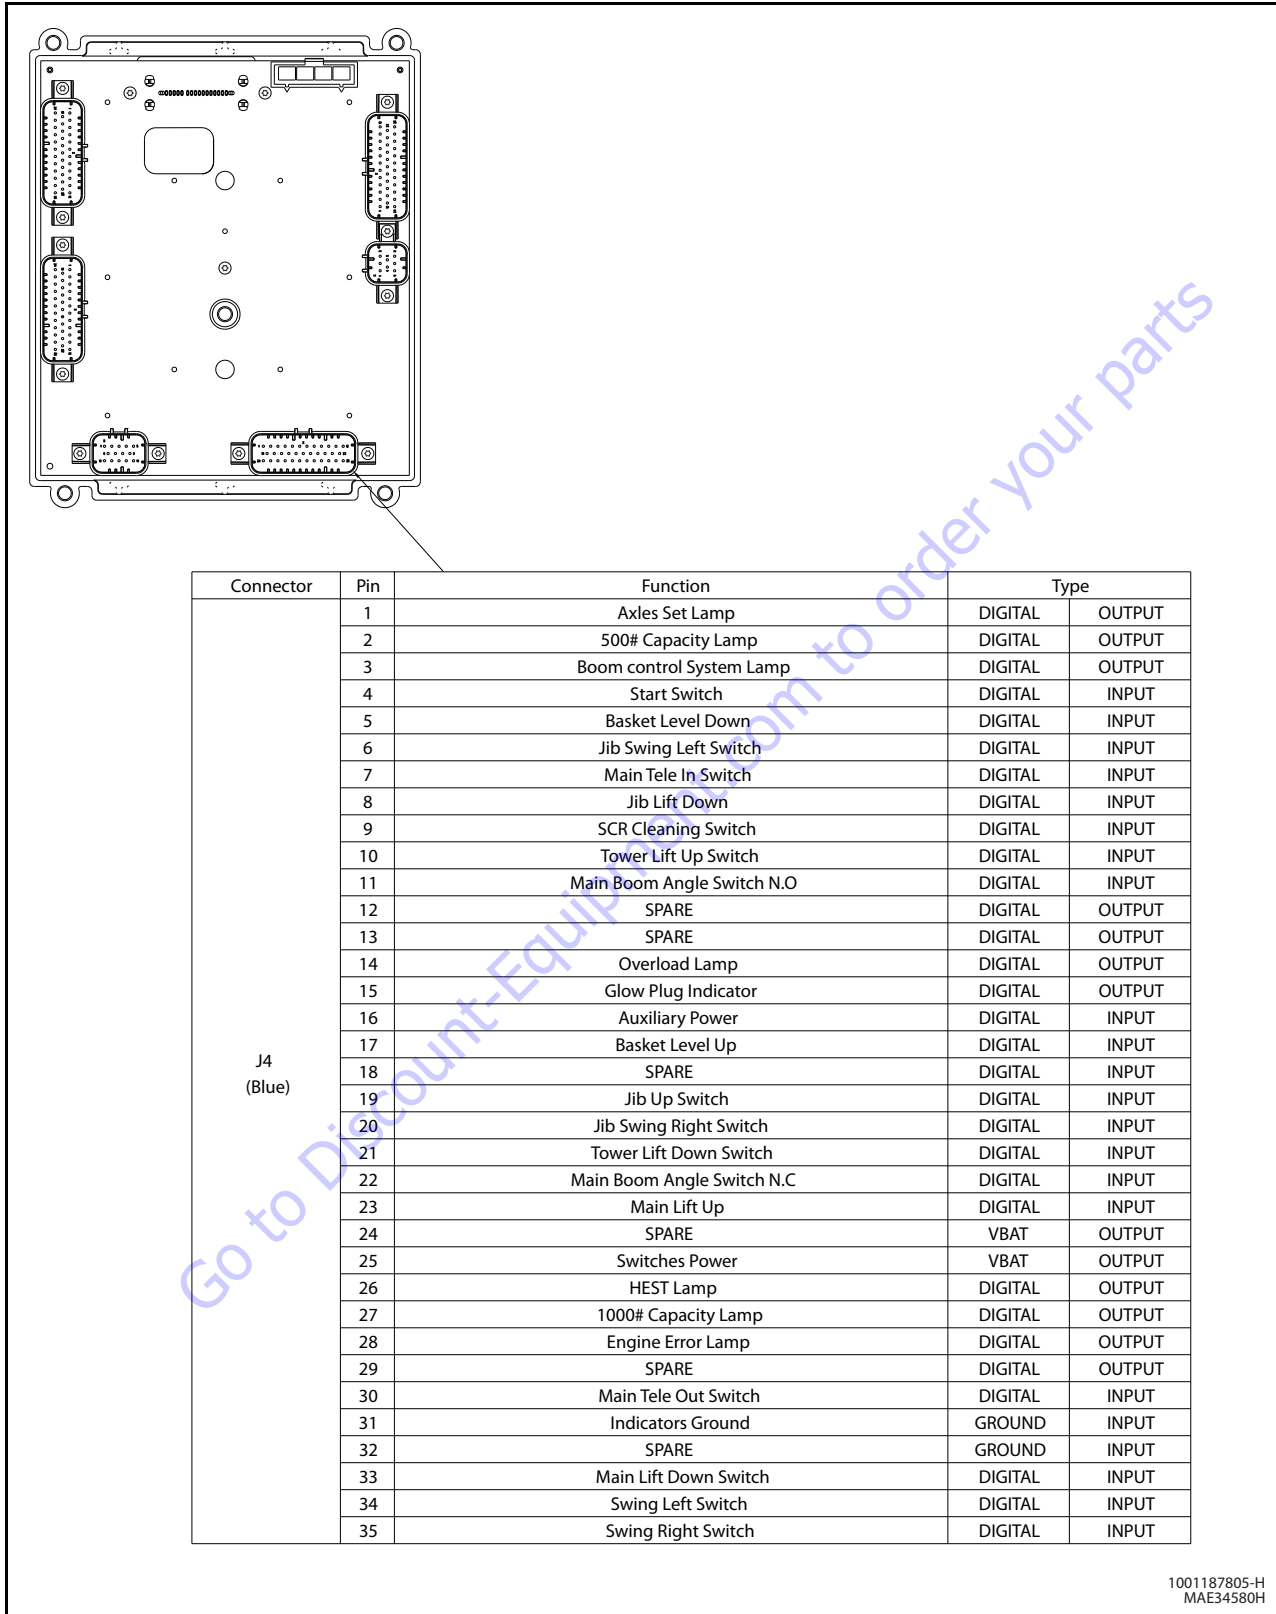 Connector Pin Function Type
1 Axles Set Lamp DIGITAL OUTPUT
2 500# Capacity Lamp DIGITAL OUTPUT
3 Boom control System Lamp DIGITAL OUTPUT
4 Start Switch DIGITAL INPUT
5 Basket Level Down DIGITAL INPUT
6 Jib Swing Left Switch DIGITAL INPUT
7 Main Tele In Switch DIGITAL INPUT
8 Jib Lift Down DIGITAL INPUT
9 SCR Cleaning Switch DIGITAL INPUT
10 Tower Lift Up Switch DIGITAL INPUT
11 Main Boom Angle Switch N.O DIGITAL INPUT
12 SPARE DIGITAL OUTPUT
13 SPARE DIGITAL OUTPUT
14 Overload Lamp DIGITAL OUTPUT
15 Glow Plug Indicator DIGITAL OUTPUT
16 Auxiliary Power DIGITAL INPUT
17 Basket Level Up DIGITAL INPUT
J4
(Blue)
18 SPARE DIGITAL INPUT
19 Jib Up Switch DIGITAL INPUT
20 Jib Swing Right Switch DIGITAL INPUT
21 Tower Lift Down Switch DIGITAL INPUT
22 Main Boom Angle Switch N.C DIGITAL INPUT
23 Main Lift Up DIGITAL INPUT
24 SPARE VBAT OUTPUT
25 Switches Power VBAT OUTPUT
26 HEST Lamp DIGITAL OUTPUT
27 1000# Capacity Lamp DIGITAL OUTPUT
28 Engine Error Lamp DIGITAL OUTPUT
29 SPARE DIGITAL OUTPUT
30 Main Tele Out Switch DIGITAL INPUT
31 Indicators Ground GROUND INPUT
32 SPARE GROUND INPUT
33 Main Lift Down Switch DIGITAL INPUT
34 Swing Left Switch DIGITAL INPUT
35 Swing Right Switch DIGITAL INPUT
1001187805-H
MAE34580H
Go to Discount-Equipment.com to order your parts